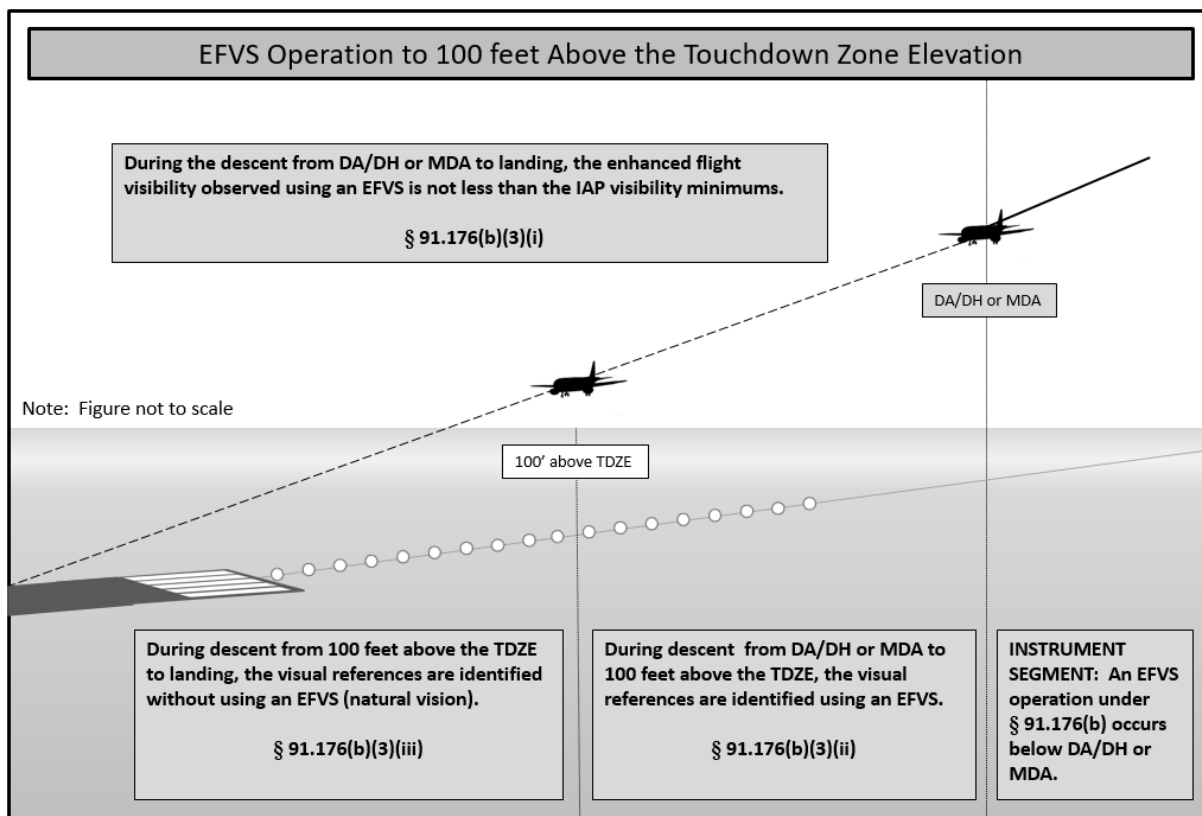 EFVS Operation to 100 feet Above the Touchdown Zone Elevation
During the descent from DA/DH or MDA to landing, the enhanced flight
visibility observed using an EFVS is not less than the IAP visibility minimums.
§ 91.176(b)(3)(i)
DA/DH or MDA
Note:  Figure not to scale
100’ above TDZE
During descent from 100 feet above the TDZE
to landing, the visual references are identified
without using an EFVS (natural vision).
§ 91.176(b)(3)(iii)
During descent  from DA/DH or MDA to
100 feet above the TDZE, the visual
references are identified using an EFVS.
§ 91.176(b)(3)(ii)
INSTRUMENT
SEGMENT:  An EFVS
operation under
§ 91.176(b) occurs
below DA/DH or
MDA.